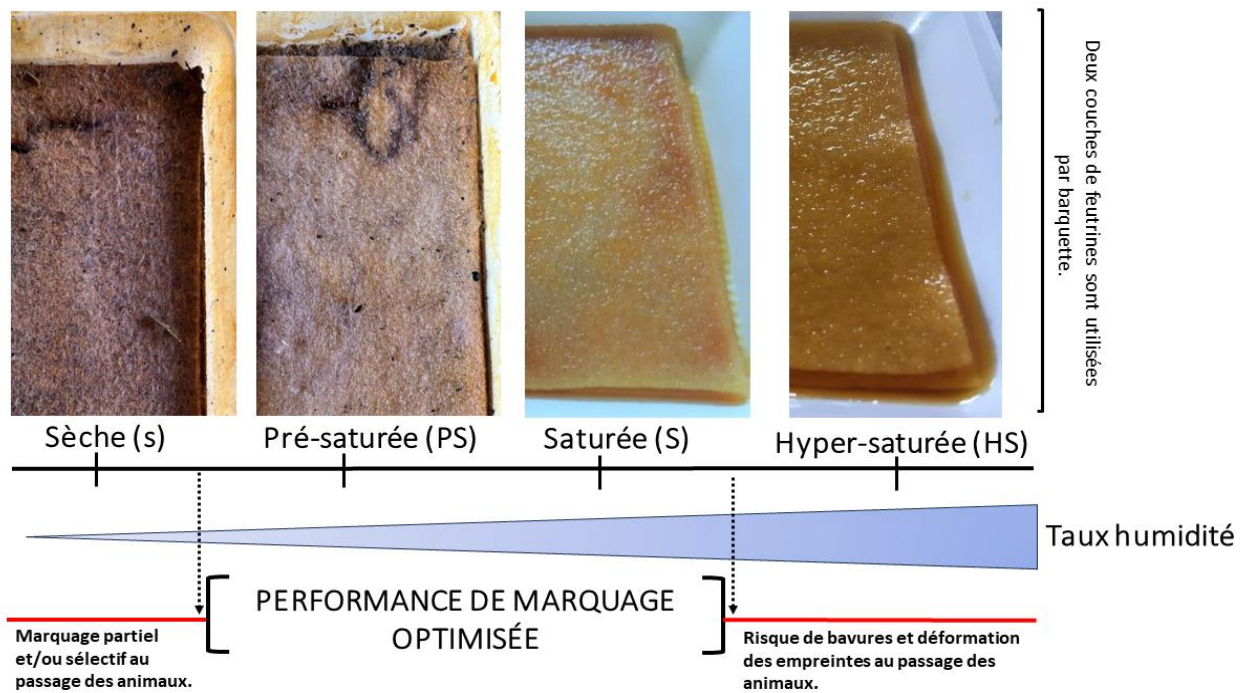 Deux couches de feutrines sont utilisées
par barquette.
Sèche (s)
Pré-saturée (PS)
Saturée (S)
Hyper-saturée (HS)
Taux humidité
PERFORMANCE DE MARQUAGE
OPTIMISÉE
Marquage partiel
et/ou sélectif au
passage des animaux.
Risque de bavures et déformation
des empreintes au passage des
animaux.